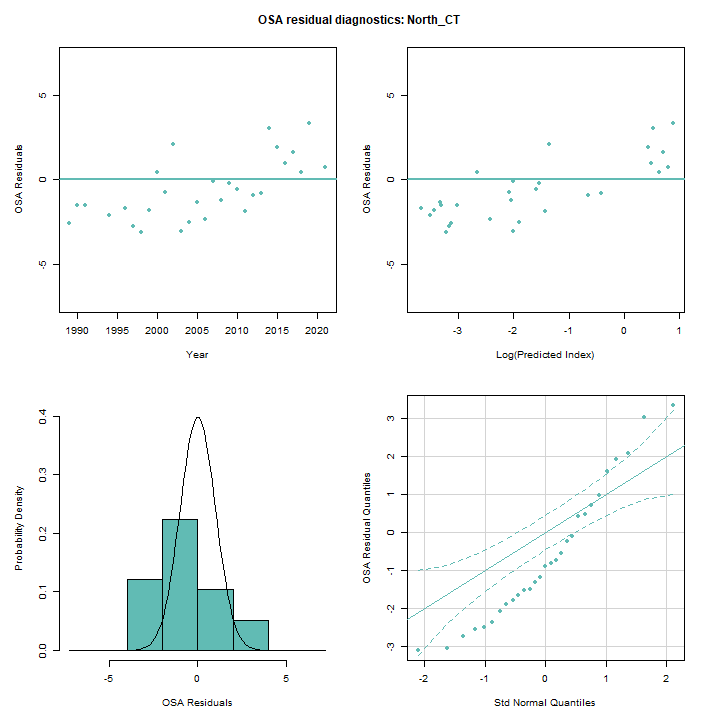 OSA residual diagnostics: North_CT
OSA Residuals
5
0
-5
1990 1995 2000 2005 2010 2015 2020
Year
OSA Residuals
5
0
-5
-3 -2 -1 0 1
Log(Predicted Index)
Probability Density
0.4
0.3
0.2
0.1
0.0
-5 0 5
OSA Residuals
OSA Residual Quantiles
3
2
1
0
-1
-2
-3
-2 -1 0 1 2
Std Normal Quantiles